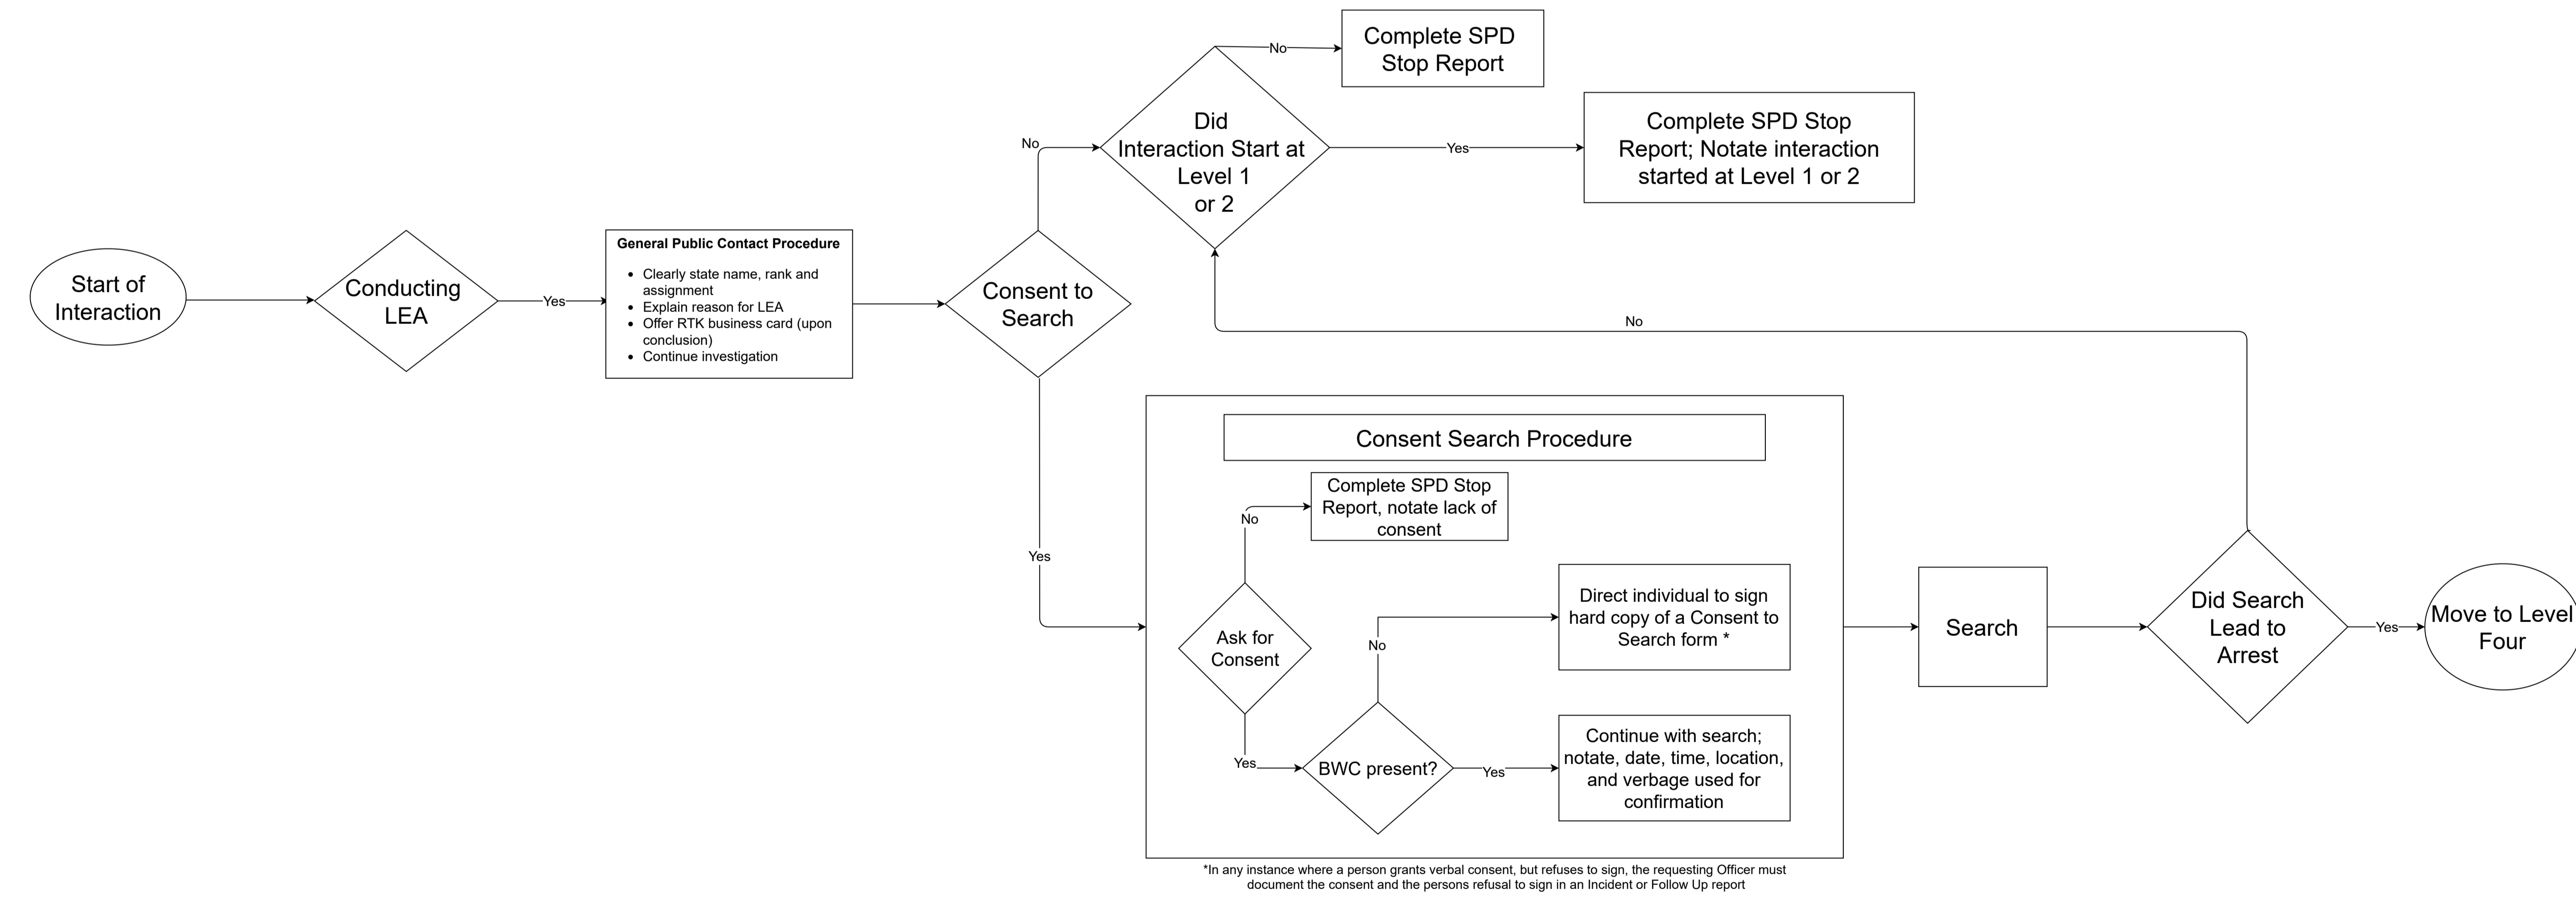 Start of
Interaction
Conducting
LEA
Yes
General Public Contact Procedure
Clearly state name, rank and
assignment
Explain reason for LEA
Offer RTK business card (upon
conclusion)
Continue investigation
Consent to
Search
No
Did
Interaction Start at
Level 1
or 2
No
Complete SPD
Stop Report
Yes
Complete SPD Stop
Report; Notate interaction
started at Level 1 or 2
No
Yes
Consent Search Procedure
Complete SPD Stop
Report, notate lack of
consent
No
Ask for
Consent
Yes
BWC present?
No
Direct individual to sign
hard copy of a Consent to
Search form *
Yes
Continue with search;
notate, date, time, location,
and verbage used for
confirmation
Search
Did Search
Lead to
Arrest
Yes
Move to Level
Four
*In any instance where a person grants verbal consent, but refuses to sign, the requesting Officer must
document the consent and the persons refusal to sign in an Incident or Follow Up report